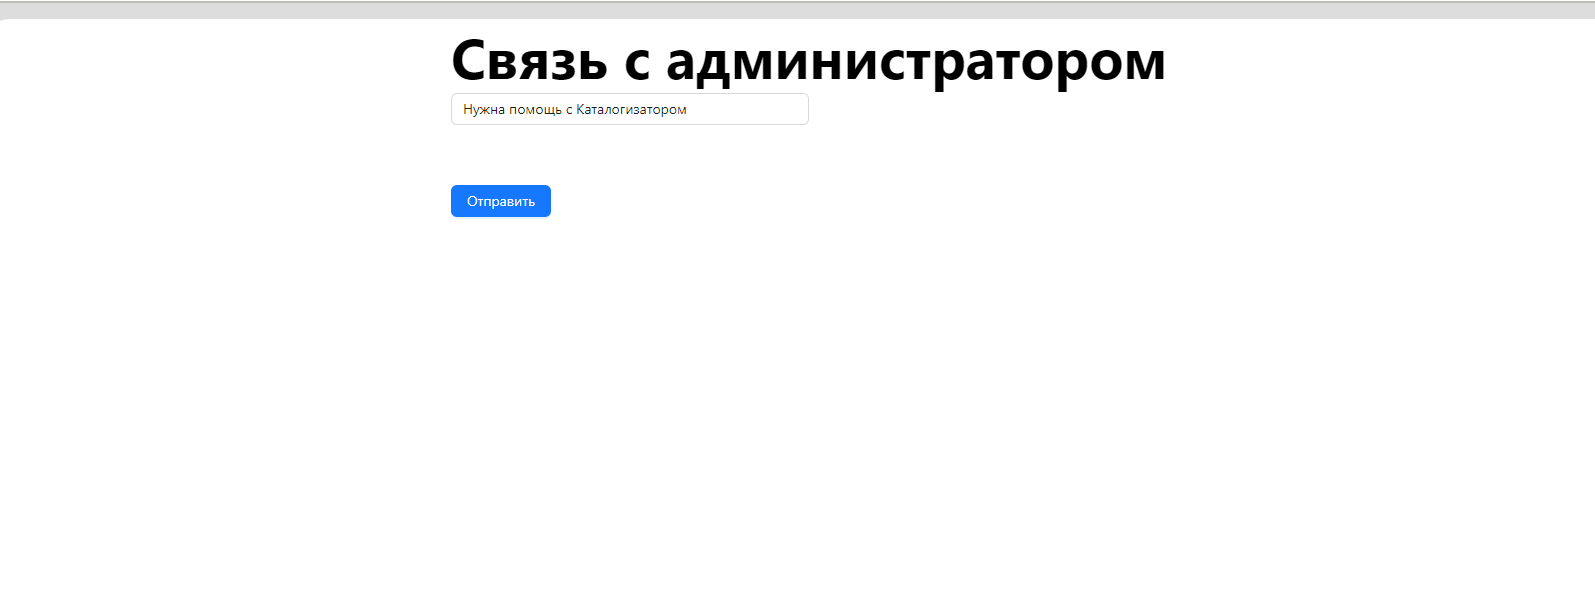 Связь с администратором
Нужна помощь с Каталогизатором
Отправить